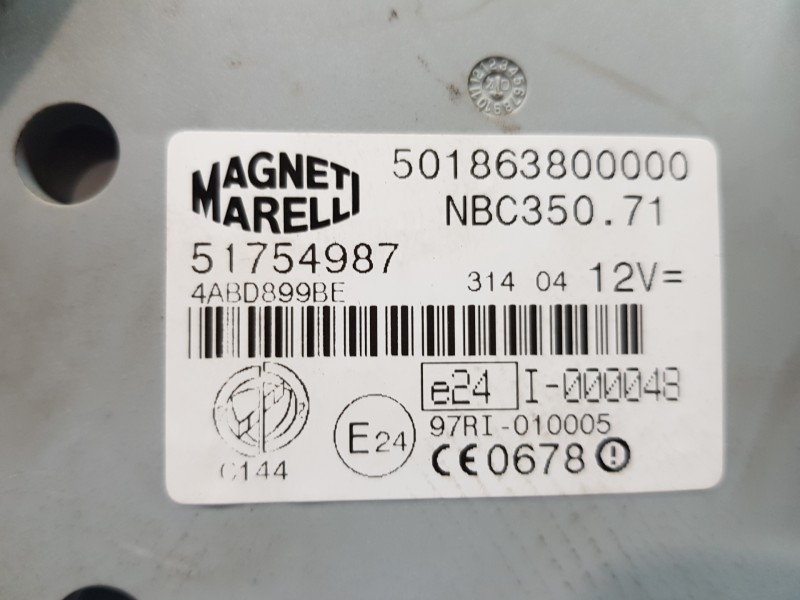 MAGNETI
MARELLI
501863800000
NBC350.71
51754987
4ABD899BE
314 04 12V=
e24 I-000048
E24
97RI-010005
CE0678
C144